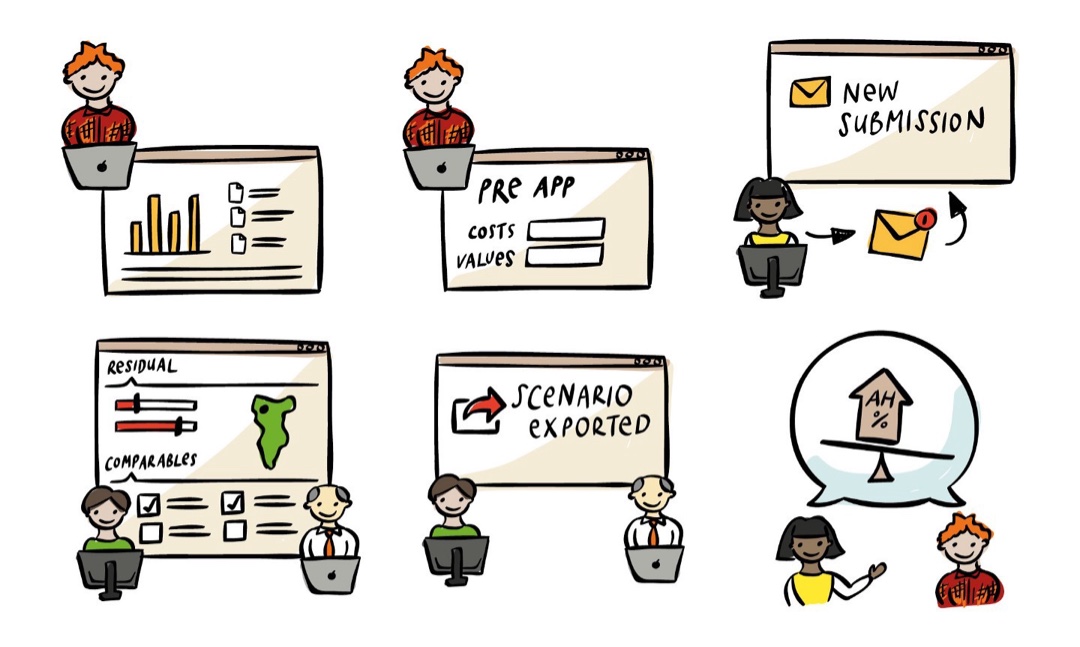 PRE APP
COSTS
VALUES
NEW
SUBMISSION
RESIDUAL
COMPARABLES
SCENARIO
EXPORTED
AH
%